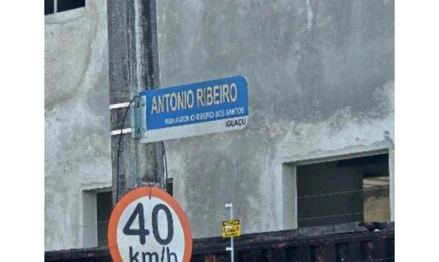 ANTONIO RIBEIRO
RUA ANTONIO RIBEIRO DOS SANTOS
IGUAÇU
40
km/h